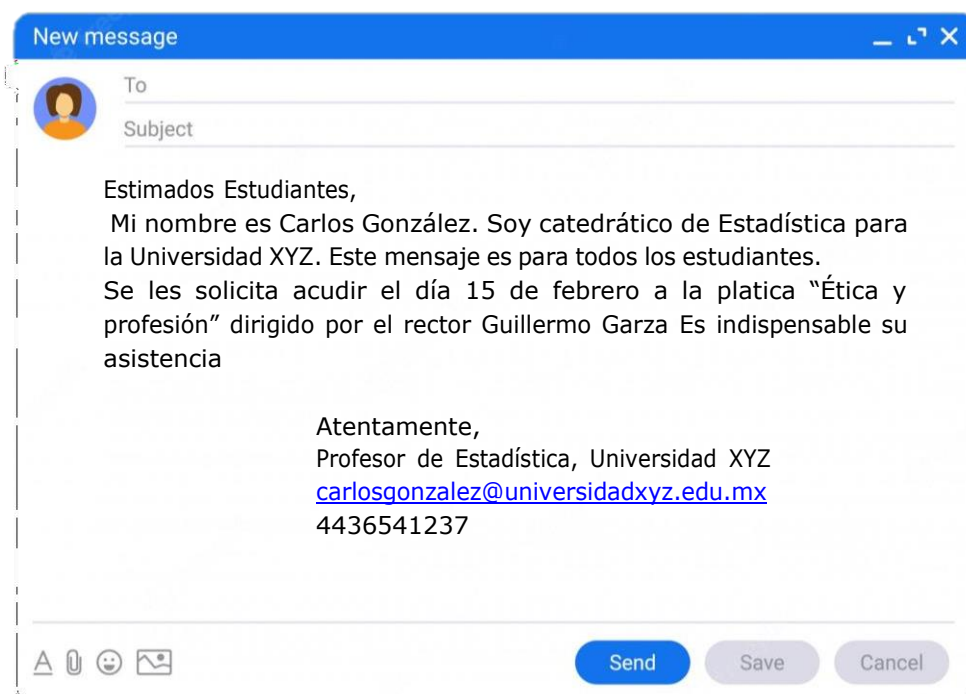 New message
To
Subject
Estimados Estudiantes,
Mi nombre es Carlos González. Soy catedrático de Estadística para
la Universidad XYZ. Este mensaje es para todos los estudiantes.
Se les solicita acudir el día 15 de febrero a la platica “Ética y
profesión” dirigido por el rector Guillermo Garza Es indispensable su
asistencia
Atentamente,
Profesor de Estadística, Universidad XYZ
carlosgonzalez@universidadxyz.edu.mx
4436541237
A
Send Save Cancel